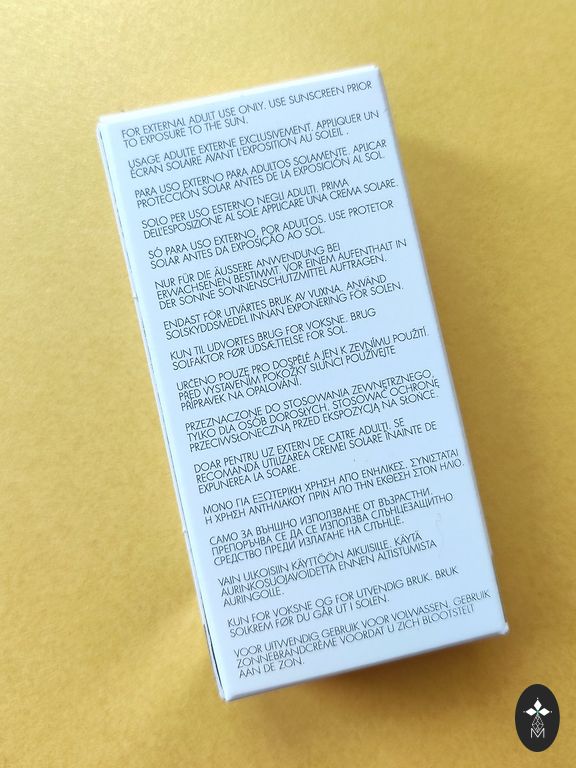 FOR EXTERNAL ADULT USE ONLY. USE SUNSCREEN PRIOR
TO EXPOSURE TO THE SUN.
USAGE ADULTE EXTERNE EXCLUSIVEMENT. APPLIQUER UN
ÉCRAN SOLAIRE AVANT L'EXPOSITION AU SOLEIL .
PARA USO EXTERNO PARA ADULTOS SOLAMENTE. APLICAR
PROTECCIÓN SOLAR ANTES DE LA EXPOSICIÓN AL SOL.
SOLO PER USO ESTERNO NEGLI ADULTI. PRIMA
DELL'ESPOSIZIONE AL SOLE APPLICARE UNA CREMA SOLARE.
SÓ PARA USO EXTERNO, POR ADULTOS. USE PROTETOR
SOLAR ANTES DA EXPOSIÇÃO AO SOL.
NUR FÜR DIE ÄUSSERE ANWENDUNG BEI
ERWACHSENEN BESTIMMT. VOR EINEM AUFENTHALT IN
DER SONNE SONNENSCHUTZMITTEL AUFTRAGEN.
ENDAST FÖR UTVÄRTES BRUK AV VUXNA. ANVÄND
SOLSKYDDSMEDEL INNAN EXPONERING FÖR SOLEN.
KUN TIL UDVORTES BRUG FOR VOKSNE. BRUG
SOLFAKTOR FØR UDSÆTTELSE FOR SOL.
URČENO POUZE PRO DOSPĚLÉ A JEN K ZEVNÍMU POUŽITÍ.
PŘED VYSTAVENÍM POKOŽKY SLUNCI POUŽÍVEJTE
PŘÍPRAVEK NA OPALOVÁNÍ.
PRZEZNACZONE DO STOSOWANIA ZEWNĘTRZNEGO,
TYLKO DLA OSÓB DOROSŁYCH. STOSOWAĆ OCHRONĘ
PRZECIWSŁONECZNĄ PRZED EKSPOZYCJĄ NA SŁOŃCE.
DOAR PENTRU UZ EXTERN DE CĂTRE ADULȚI. SE
RECOMANDĂ UTILIZAREA CREMEI SOLARE ÎNAINTE DE
EXPUNEREA LA SOARE.
ΜΟΝΟ ΓΙΑ ΕΞΩΤΕΡΙΚΗ ΧΡΗΣΗ ΑΠΟ ΕΝΗΛΙΚΕΣ. ΣΥΝΙΣΤΑΤΑΙ
Η ΧΡΗΣΗ ΑΝΤΗΛΙΑΚΟΥ ΠΡΙΝ ΑΠΟ ΤΗΝ ΕΚΘΕΣΗ ΣΤΟΝ ΗΛΙΟ.
САМО ЗА ВЪНШНО ИЗПОЛЗВАНЕ ОТ ВЪЗРАСТНИ.
ПРЕПОРЪЧВА СЕ ДА СЕ ИЗПОЛЗВА СЛЪНЦЕЗАЩИТНО
СРЕДСТВО ПРЕДИ ИЗЛАГАНЕ НА СЛЪНЦЕ.
VAIN ULKOISIIN KÄYTTÖÖN AIKUISILLE. KÄYTÄ
AURINKOSUOJAVOIDETTA ENNEN ALTISTUMISTA
AURINGOLLE.
KUN FOR VOKSNE OG FOR UTVENDIG BRUK. BRUK
SOLKREM FØR DU GÅR UT I SOLEN.
VOOR UITWENDIG GEBRUIK VOOR VOLWASSEN. GEBRUIK
ZONNEBRANDCRÈME VOORDAT U ZICH BLOOTSTELT
AAN DE ZON.
M